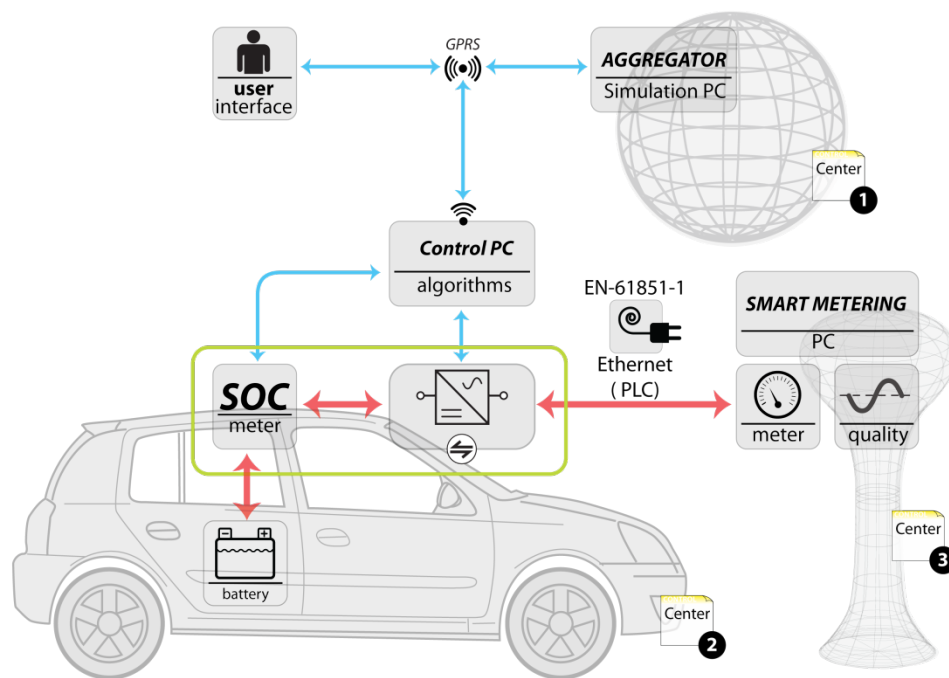 GPRS
user
interface
AGGREGATOR
Simulation PC
Center
1
Control PC
algorithms
EN-61851-1
Ethernet
( PLC)
SMART METERING
PC
SOC
meter
meter
quality
battery
Center
2
Center
3